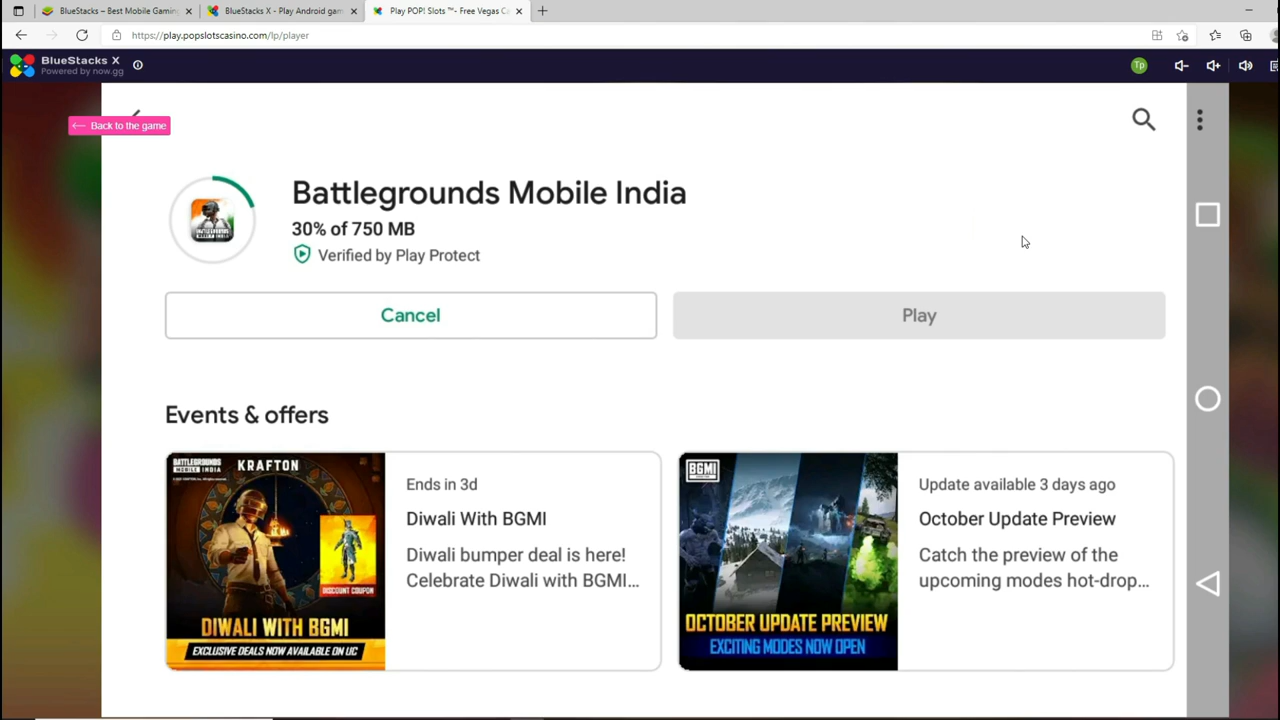 BlueStacks – Best Mobile Gaming
BlueStacks X - Play Android gam
Play POP! Slots ™- Free Vegas Ca
https://play.popslotscasino.com/lp/player
BlueStacks X
Powered by now.gg
Tp
Back to the game
Battlegrounds Mobile India
30% of 750 MB
Verified by Play Protect
Cancel
Play
Events & offers
BATTLEGROUNDS
MOBILE INDIA
KRAFTON
DISCOUNT COUPON
DIWALI WITH BGMI
EXCLUSIVE DEALS NOW AVAILABLE ON UC
Ends in 3d
Diwali With BGMI
Diwali bumper deal is here!
Celebrate Diwali with BGMI...
BGMI
OCTOBER UPDATE PREVIEW
EXCITING MODES NOW OPEN
Update available 3 days ago
October Update Preview
Catch the preview of the
upcoming modes hot-drop...